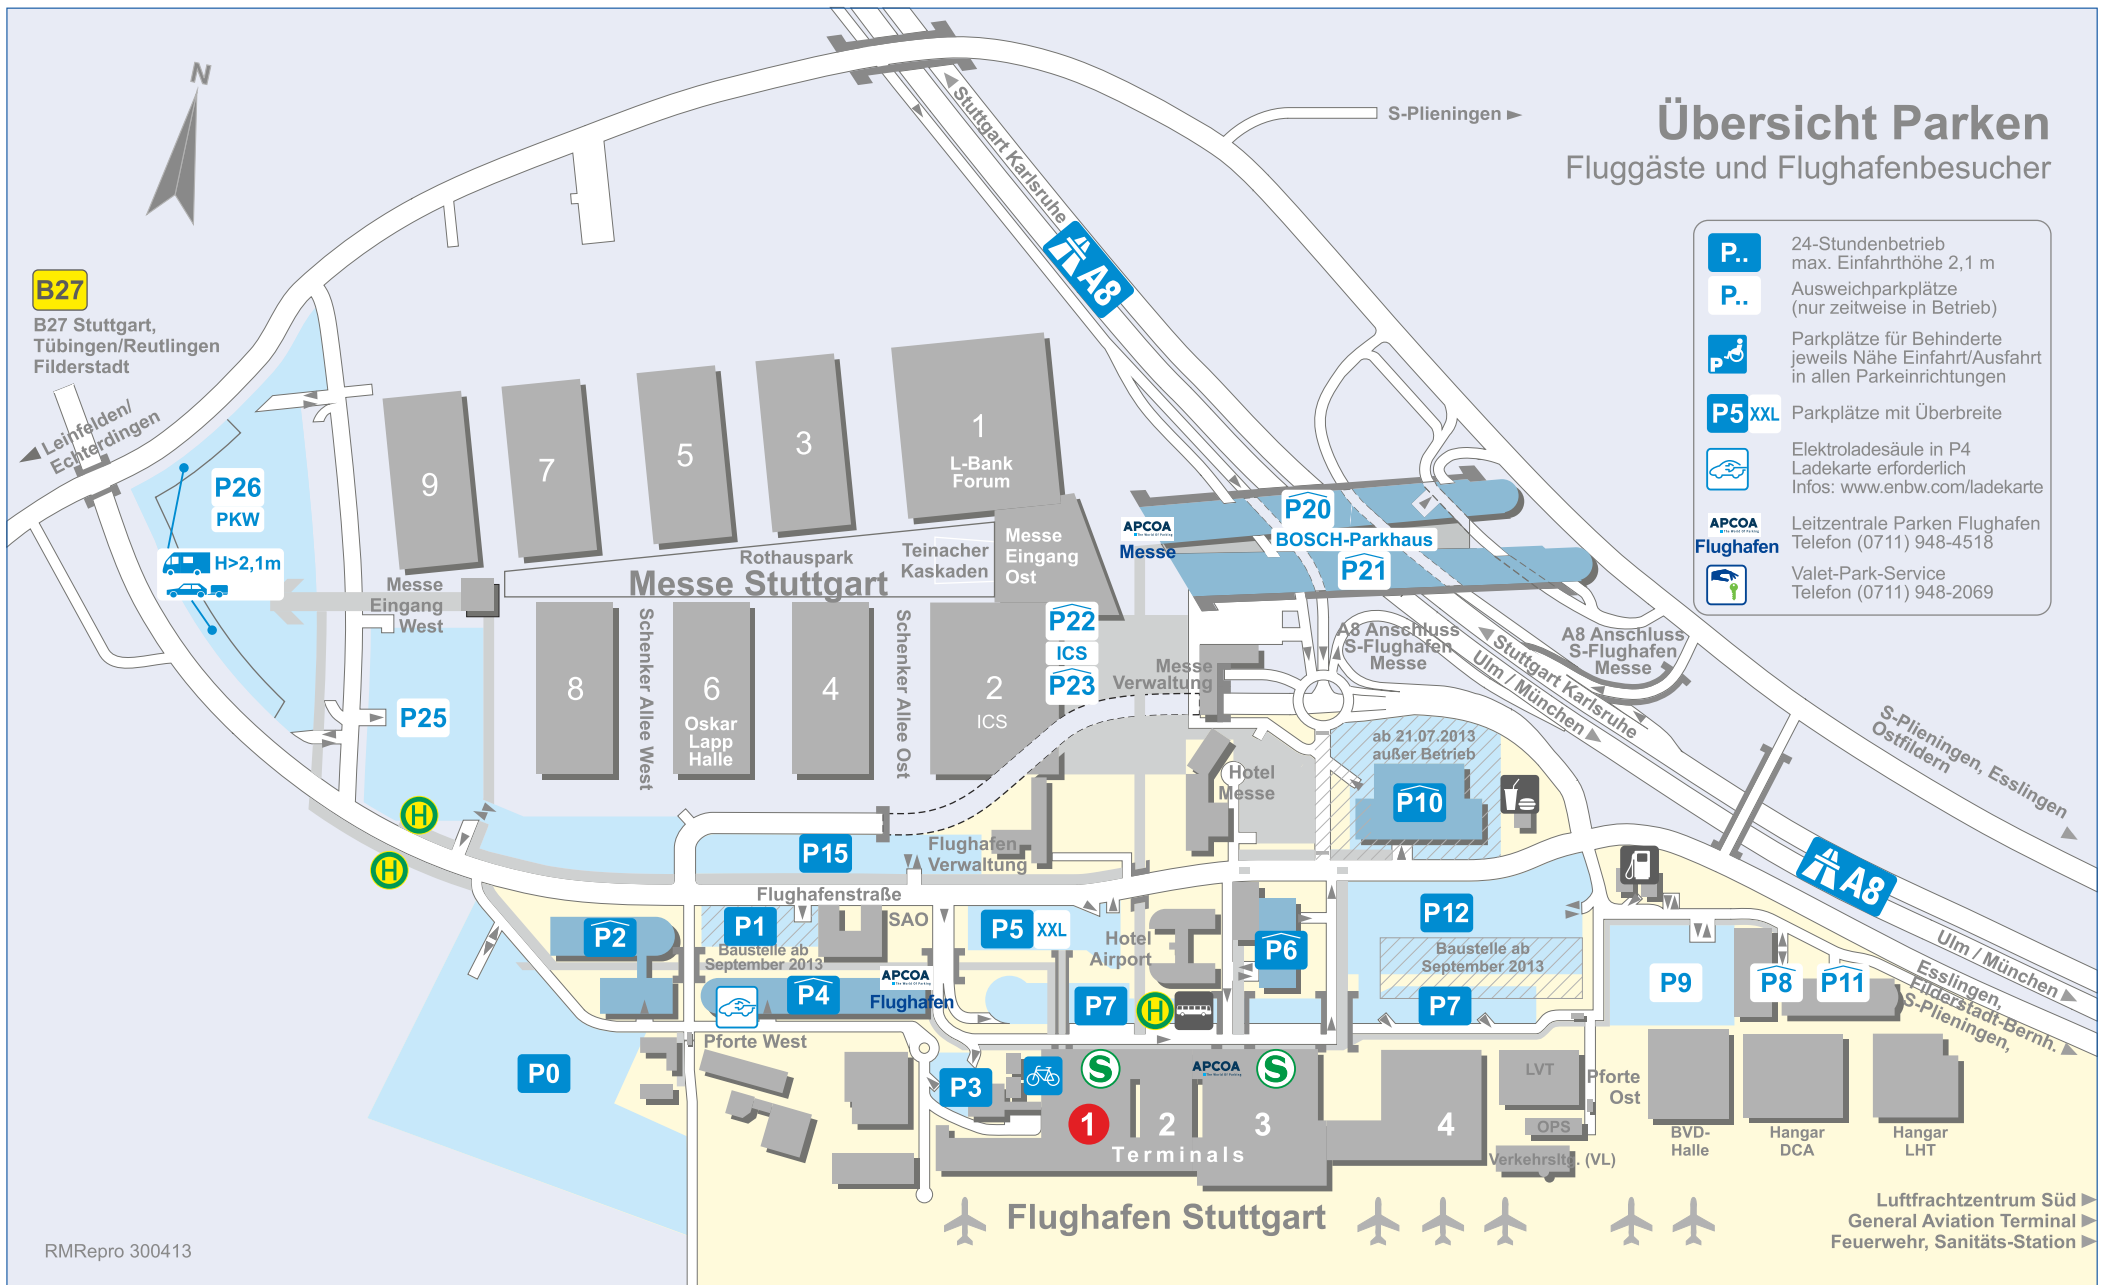 N
Übersicht Parken
Fluggäste und Flughafenbesucher
P..
24-Stundenbetrieb
max. Einfahrthöhe 2,1 m
P..
Ausweichparkplätze
(nur zeitweise in Betrieb)
P
Parkplätze für Behinderte
jeweils Nähe Einfahrt/Ausfahrt
in allen Parkeinrichtungen
P5 XXL
Parkplätze mit Überbreite
Elektroladesäule in P4
Ladekarte erforderlich
Infos: www.enbw.com/ladekarte
APCOA
Flughafen
Leitzentrale Parken Flughafen
Telefon (0711) 948-4518
Valet-Park-Service
Telefon (0711) 948-2069
S-Plieningen
Stuttgart Karlsruhe
A8
B27
B27 Stuttgart,
Tübingen/Reutlingen
Filderstadt
Leinfelden/
Echterdingen
P26
PKW
H>2,1m
Messe
Eingang
West
P25
9
7
5
3
1
L-Bank
Forum
Messe
Eingang
Ost
Rothauspark
Teinacher
Kaskaden
Messe Stuttgart
8
6
Oskar
Lapp
Halle
4
2
ICS
Schenker Allee West
Schenker Allee Ost
P22
ICS
P23
APCOA
Messe
P20
BOSCH-Parkhaus
P21
Messe
Verwaltung
A8 Anschluss
S-Flughafen
Messe
A8 Anschluss
S-Flughafen
Messe
Stuttgart Karlsruhe
Ulm / München
S-Plieningen, Esslingen
Ostfildern
ab 21.07.2013
außer Betrieb
P10
Hotel
Messe
H
H
P15
Flughafen
Verwaltung
Flughafenstraße
SAO
P2
P1
Baustelle ab
September 2013
P4
APCOA
Flughafen
P5 XXL
Hotel
Airport
P6
P12
Baustelle ab
September 2013
P7
H
P7
P9
P8
P11
A8
Ulm / München
Esslingen,
Filderstadt-Bernh.
S-Plieningen,
P0
Pforte West
P3
S
APCOA
S
1
2
3
4
Terminals
LVT
OPS
Verkehrsltg. (VL)
Pforte
Ost
BVD-
Halle
Hangar
DCA
Hangar
LHT
Flughafen Stuttgart
Luftfrachtzentrum Süd
General Aviation Terminal
Feuerwehr, Sanitäts-Station
RMRepro 300413